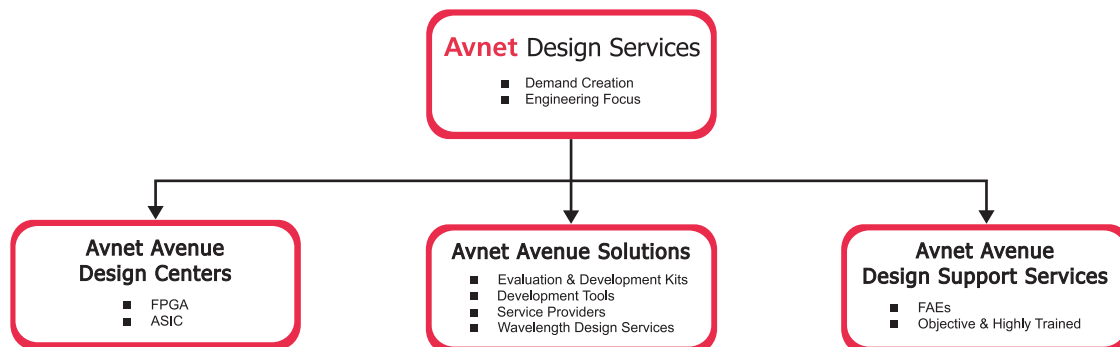 Avnet Design Services
■ Demand Creation
■ Engineering Focus
Avnet Avenue
Design Centers
■ FPGA
■ ASIC
Avnet Avenue Solutions
■ Evaluation & Development Kits
■ Development Tools
■ Service Providers
■ Wavelength Design Services
Avnet Avenue
Design Support Services
■ FAEs
■ Objective & Highly Trained